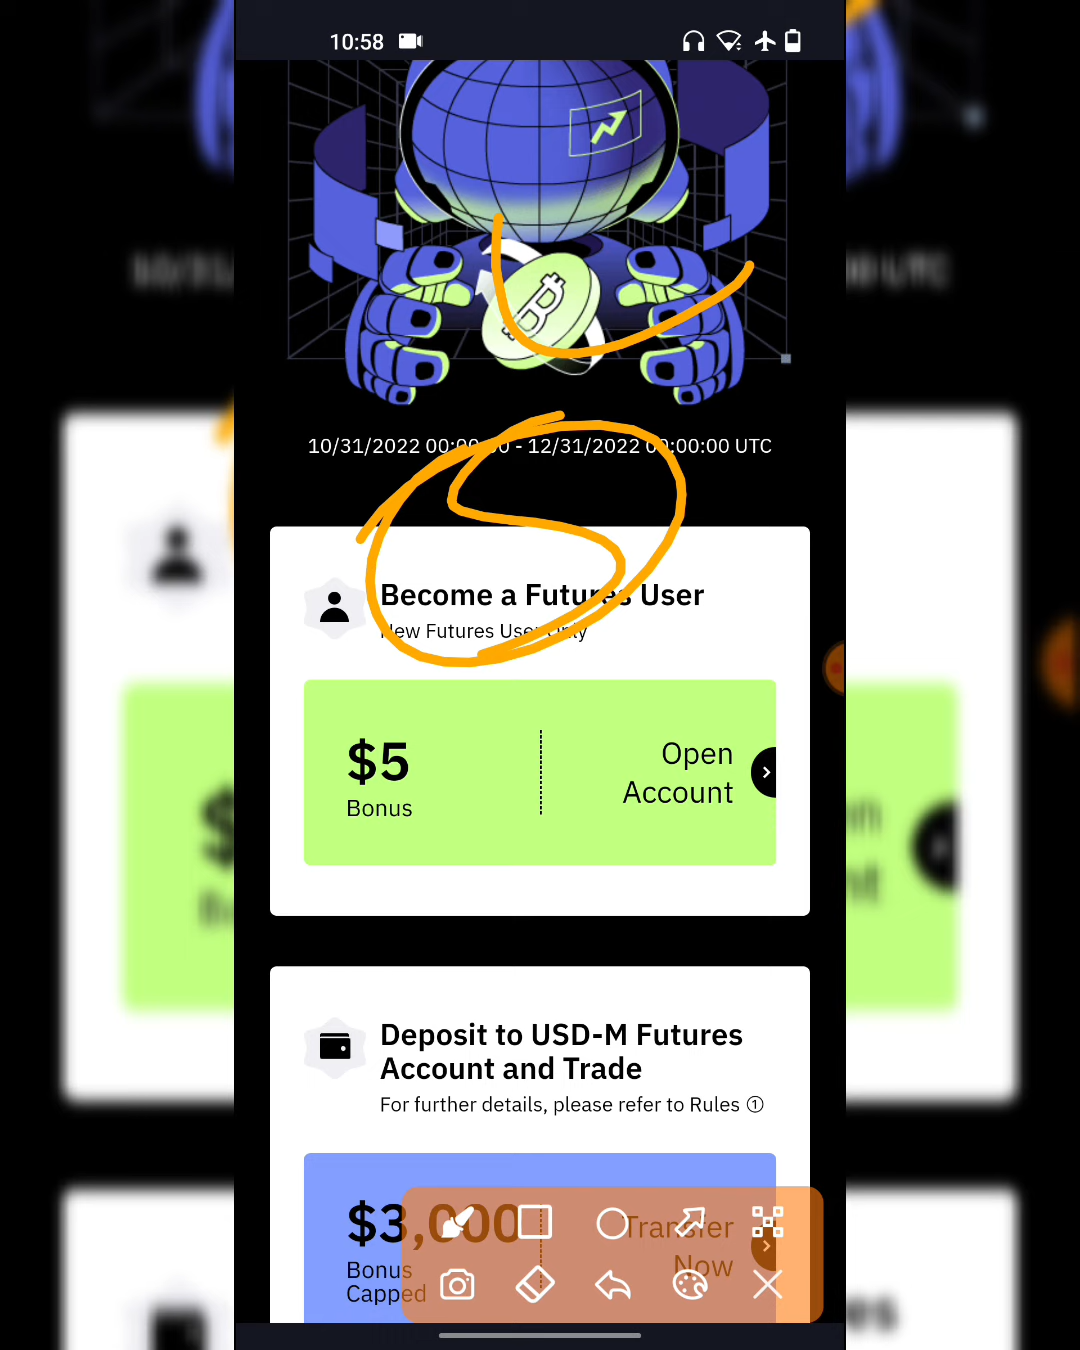 10:58
10/31/2022 00:00:00 - 12/31/2022 00:00:00 UTC
Become a Futures User
New Futures User Only
$5
Bonus
Open
Account
Deposit to USD-M Futures
Account and Trade
For further details, please refer to Rules ①
$3,000
Bonus
Capped
Transfer
Now